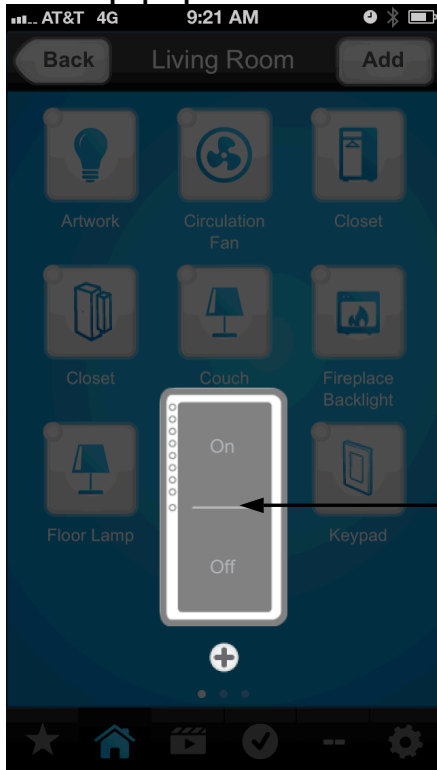 AT&T 4G 9:21 AM
Back Living Room Add
Artwork Circulation Fan Closet
Closet Couch Fireplace Backlight
On
Floor Lamp Keypad
Off
--